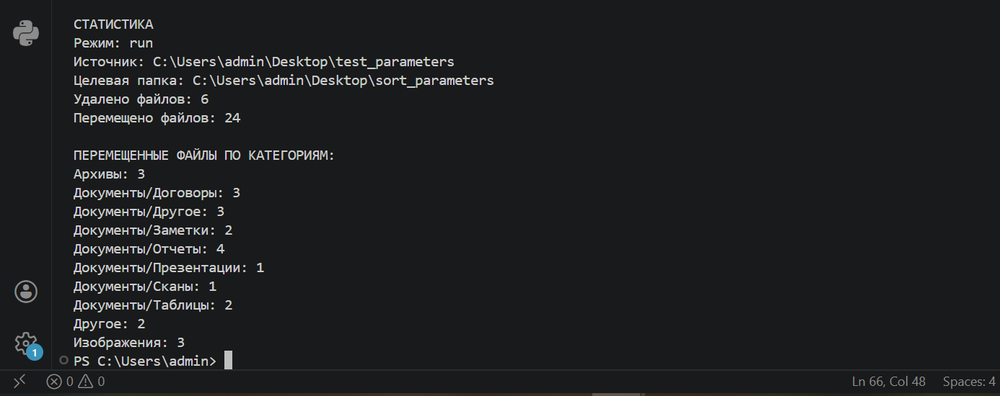 СТАТИСТИКА
Режим: run
Источник: C:\Users\admin\Desktop\test_parameters
Целевая папка: C:\Users\admin\Desktop\sort_parameters
Удалено файлов: 6
Перемещено файлов: 24
ПЕРЕМЕЩЕННЫЕ ФАЙЛЫ ПО КАТЕГОРИЯМ:
Архивы: 3
Документы/Договоры: 3
Документы/Другое: 3
Документы/Заметки: 2
Документы/Отчеты: 4
Документы/Презентации: 1
Документы/Сканы: 1
Документы/Таблицы: 2
Другое: 2
Изображения: 3
1
PS C:\Users\admin>
0 0 Ln 66, Col 48 Spaces: 4